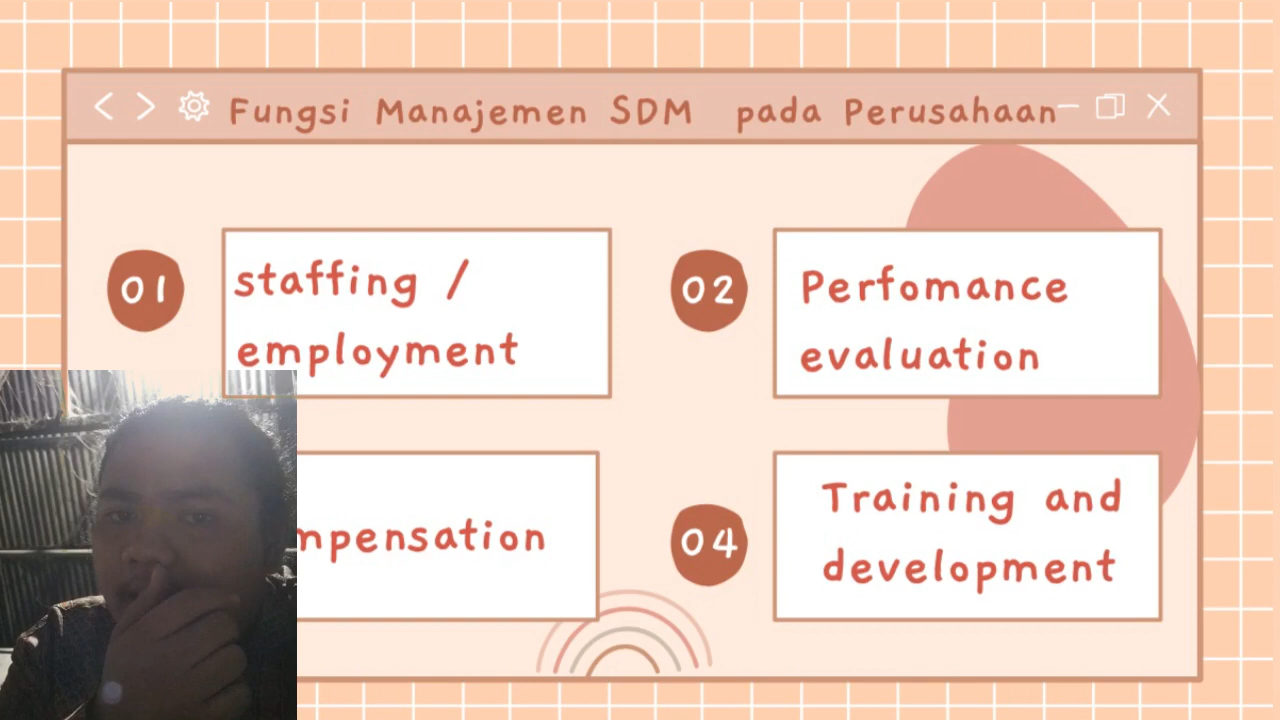 Fungsi Manajemen SDM pada Perusahaan
01
staffing /
employment
02
Perfomance
evaluation
mpensation
04
Training and
development